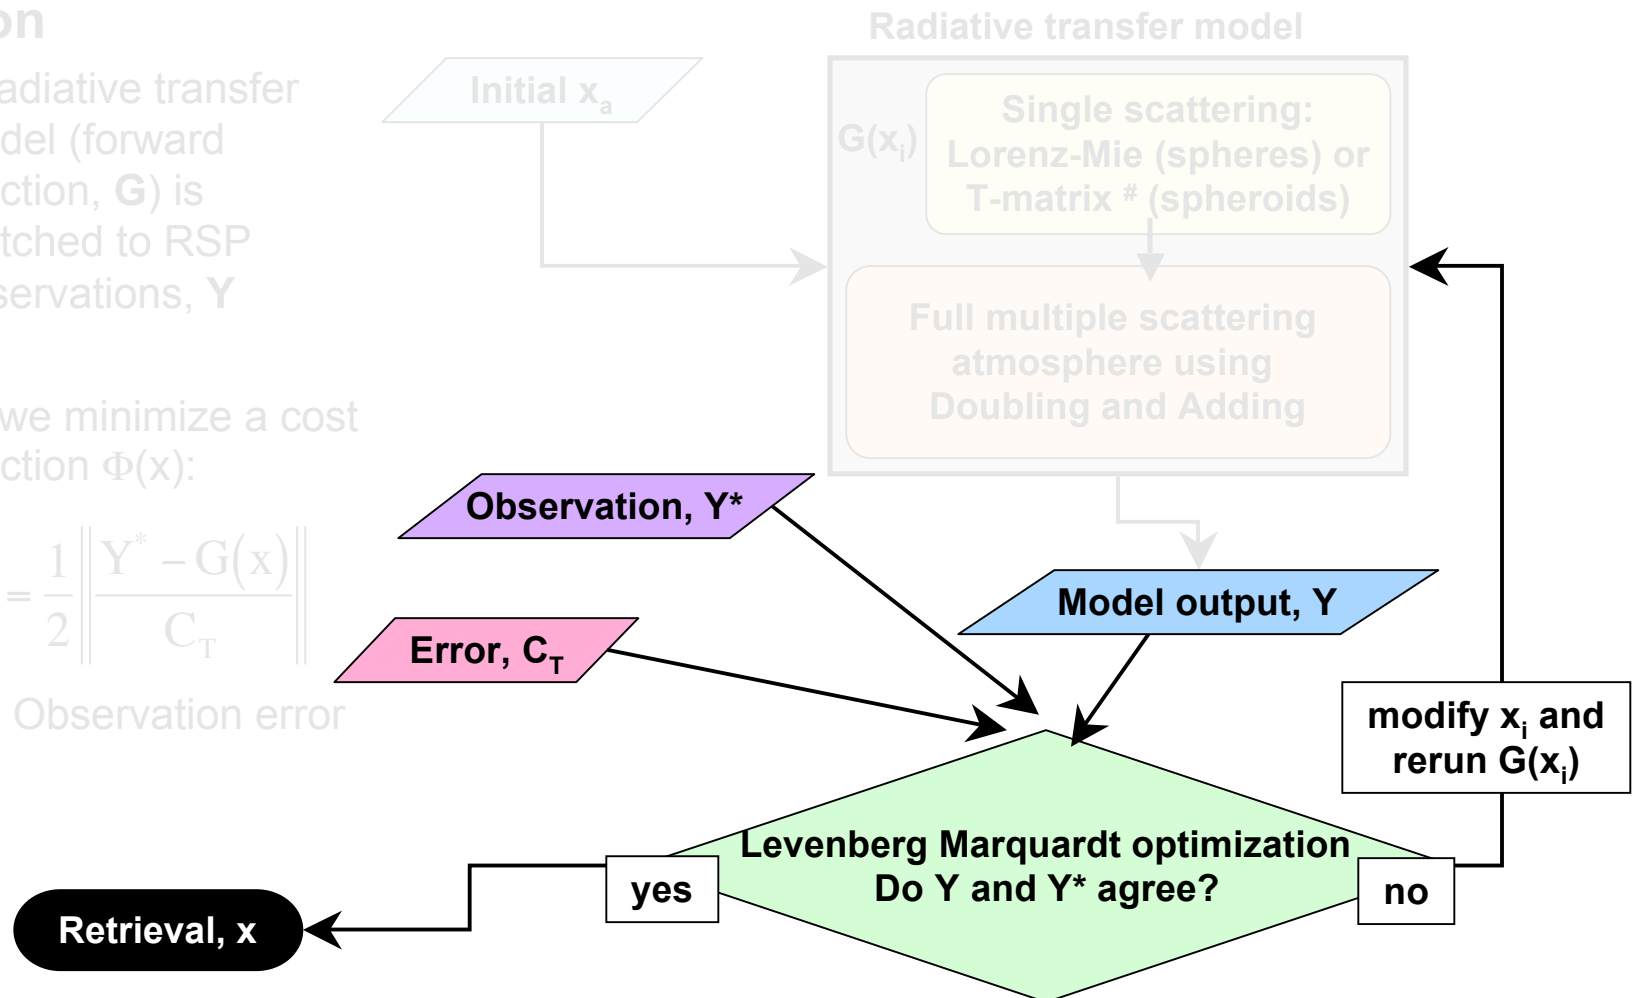 on
adiative transfer
del (forward
ction, G) is
tched to RSP
servations, Y
we minimize a cost
ction Φ(x):
= 1/2 ‖ (Y* − G(x)) / C_T ‖
Observation error
Radiative transfer model
Initial x_a
G(x_i)
Single scattering:
Lorenz-Mie (spheres) or
T-matrix # (spheroids)
Full multiple scattering
atmosphere using
Doubling and Adding
Observation, Y*
Model output, Y
Error, C_T
modify x_i and
rerun G(x_i)
Levenberg Marquardt optimization
Do Y and Y* agree?
yes
no
Retrieval, x